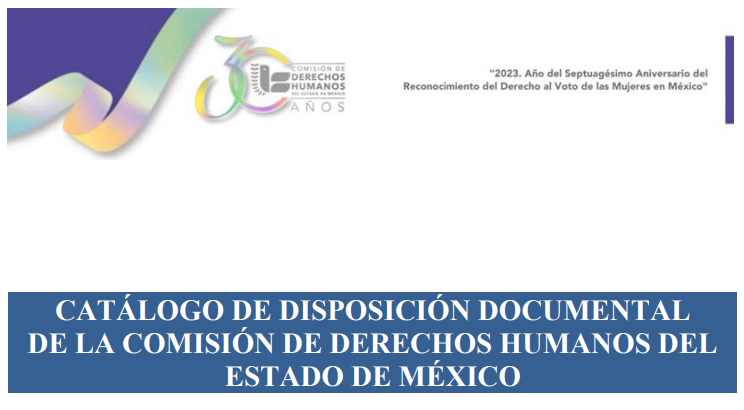 30
COMISIÓN DE
DERECHOS
HUMANOS
DEL ESTADO DE MÉXICO
AÑOS
"2023. Año del Septuagésimo Aniversario del
Reconocimiento del Derecho al Voto de las Mujeres en México"
CATÁLOGO DE DISPOSICIÓN DOCUMENTAL
DE LA COMISIÓN DE DERECHOS HUMANOS DEL
ESTADO DE MÉXICO